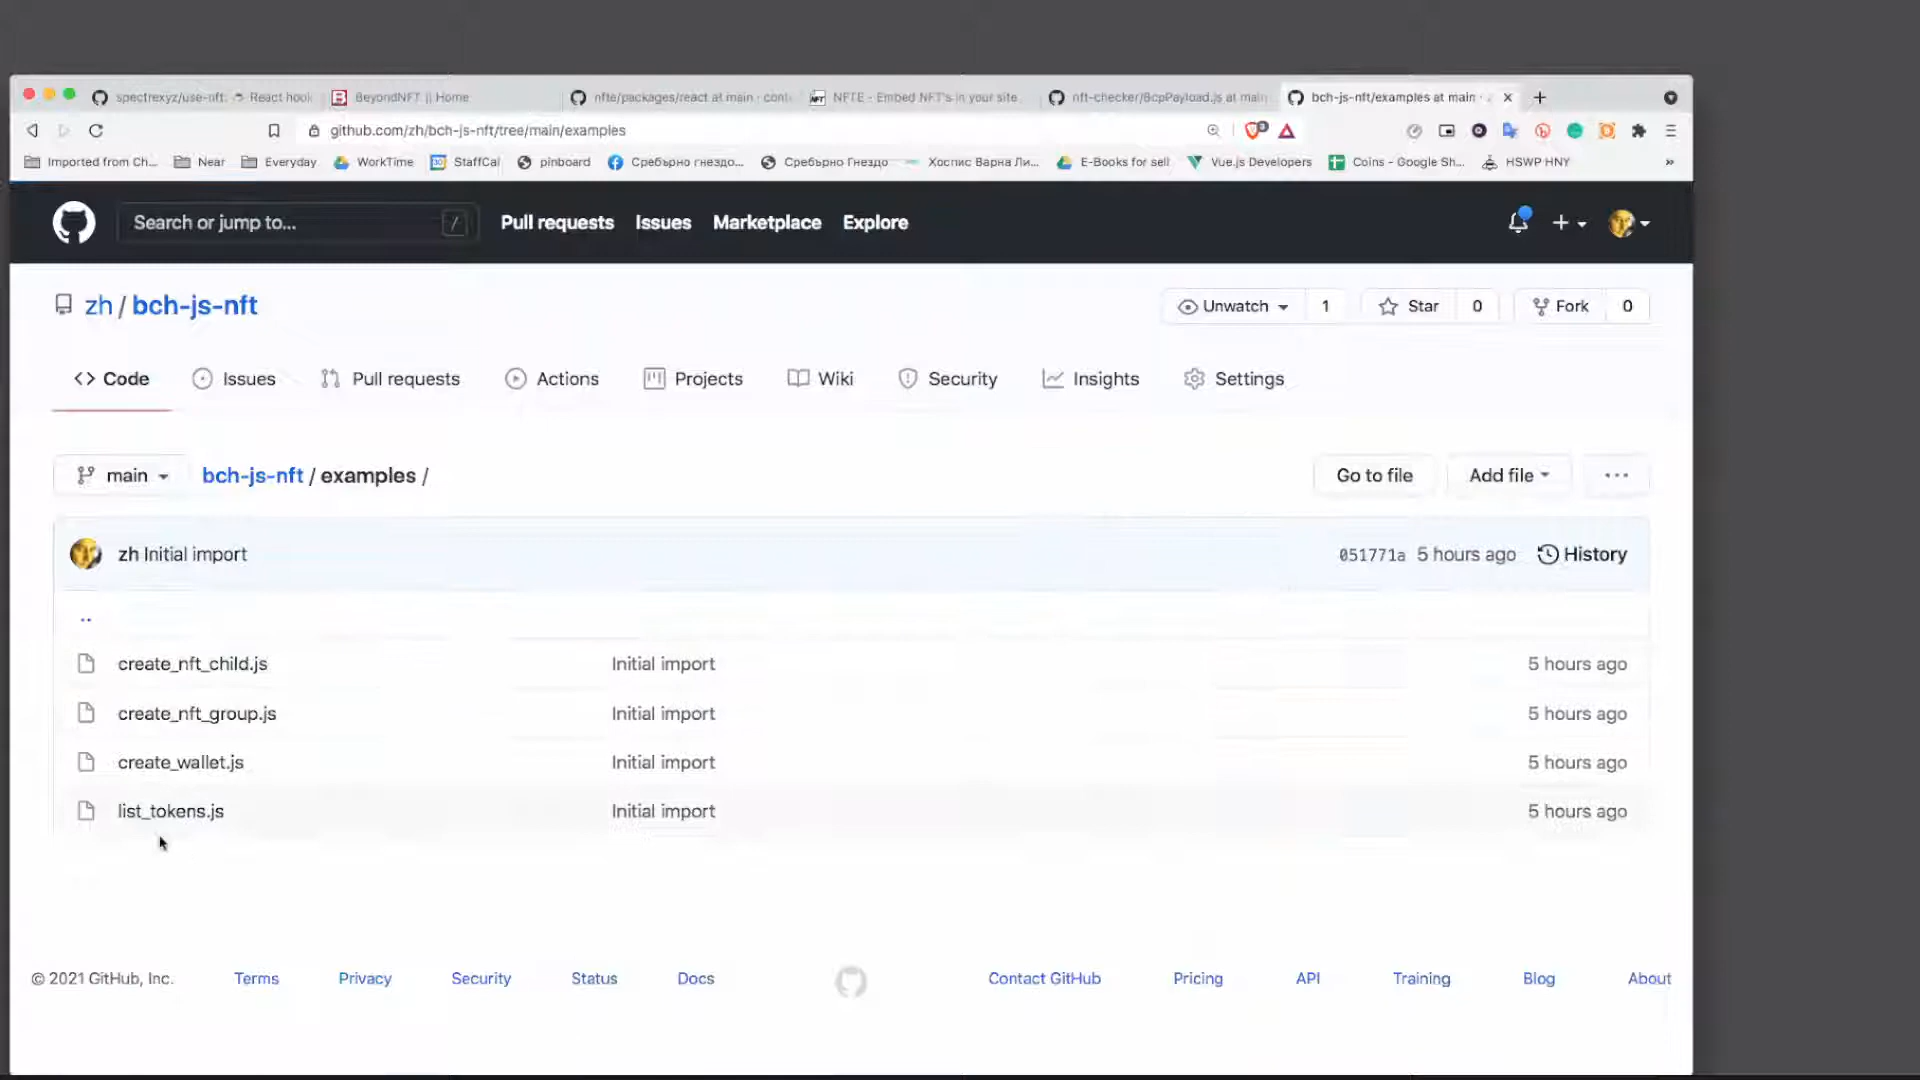 spectrexyz/use-nft: React hook
BeyondNFT || Home
nfte/packages/react at main · cont
NFTE - Embed NFT's in your site
nft-checker/BcpPayload.js at main
bch-js-nft/examples at main ·
github.com/zh/bch-js-nft/tree/main/examples
Imported from Ch... Near Everyday WorkTime StaffCal pinboard Сребърно гнездо... Сребърно Гнездо Хоспис Варна Ли... E-Books for sell Vue.js Developers Coins - Google Sh... HSWP HNY »
Search or jump to... / Pull requests Issues Marketplace Explore
zh / bch-js-nft Unwatch 1 Star 0 Fork 0
Code Issues Pull requests Actions Projects Wiki Security Insights Settings
main bch-js-nft / examples / Go to file Add file ...
zh Initial import 051771a 5 hours ago History
..
create_nft_child.js Initial import 5 hours ago
create_nft_group.js Initial import 5 hours ago
create_wallet.js Initial import 5 hours ago
list_tokens.js Initial import 5 hours ago
© 2021 GitHub, Inc. Terms Privacy Security Status Docs Contact GitHub Pricing API Training Blog About